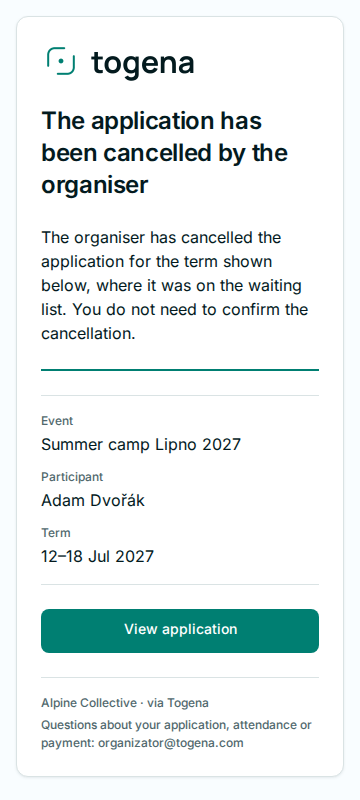 togena
The application has
been cancelled by the
organiser
The organiser has cancelled the
application for the term shown
below, where it was on the waiting
list. You do not need to confirm the
cancellation.
Event
Summer camp Lipno 2027
Participant
Adam Dvořák
Term
12–18 Jul 2027
View application
Alpine Collective · via Togena
Questions about your application, attendance or
payment: organizator@togena.com